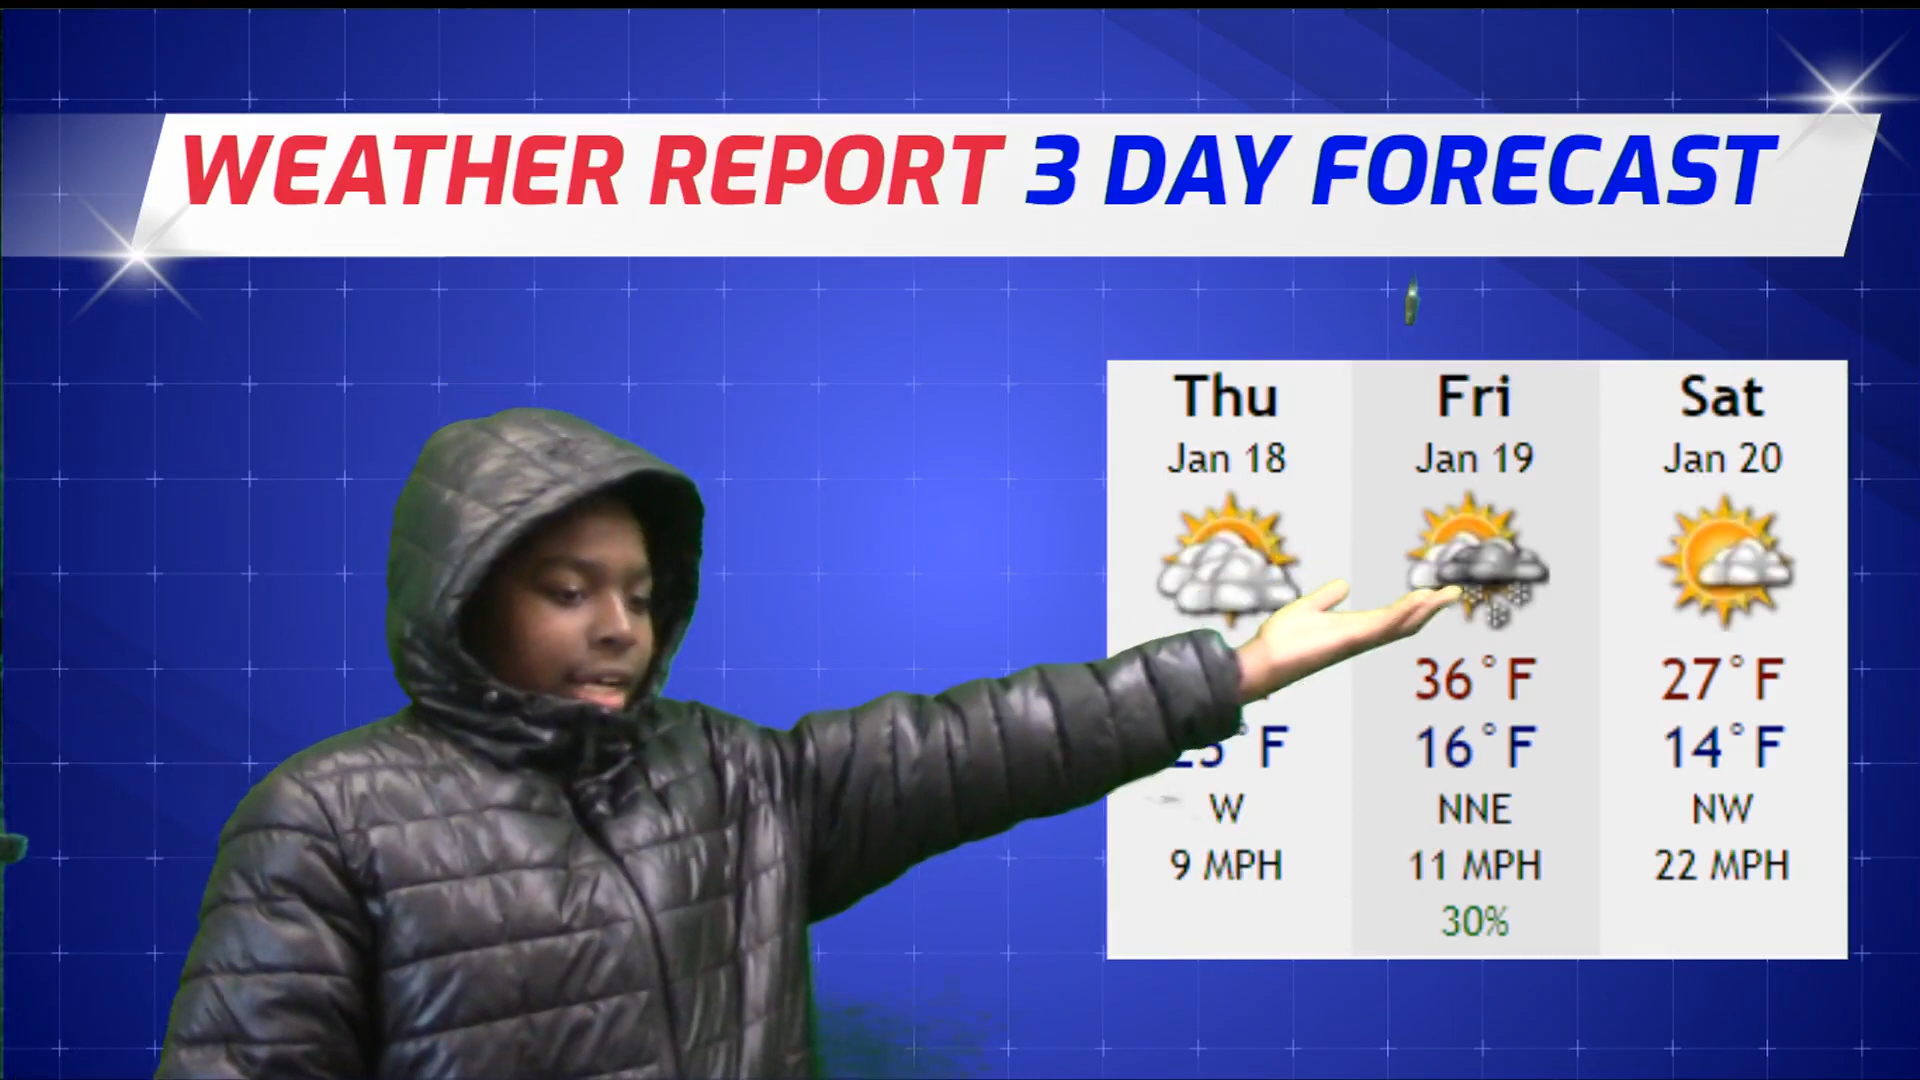 WEATHER REPORT 3 DAY FORECAST
Thu Fri Sat
Jan 18 Jan 19 Jan 20
36°F 27°F
25°F 16°F 14°F
W NNE NW
9 MPH 11 MPH 22 MPH
30%